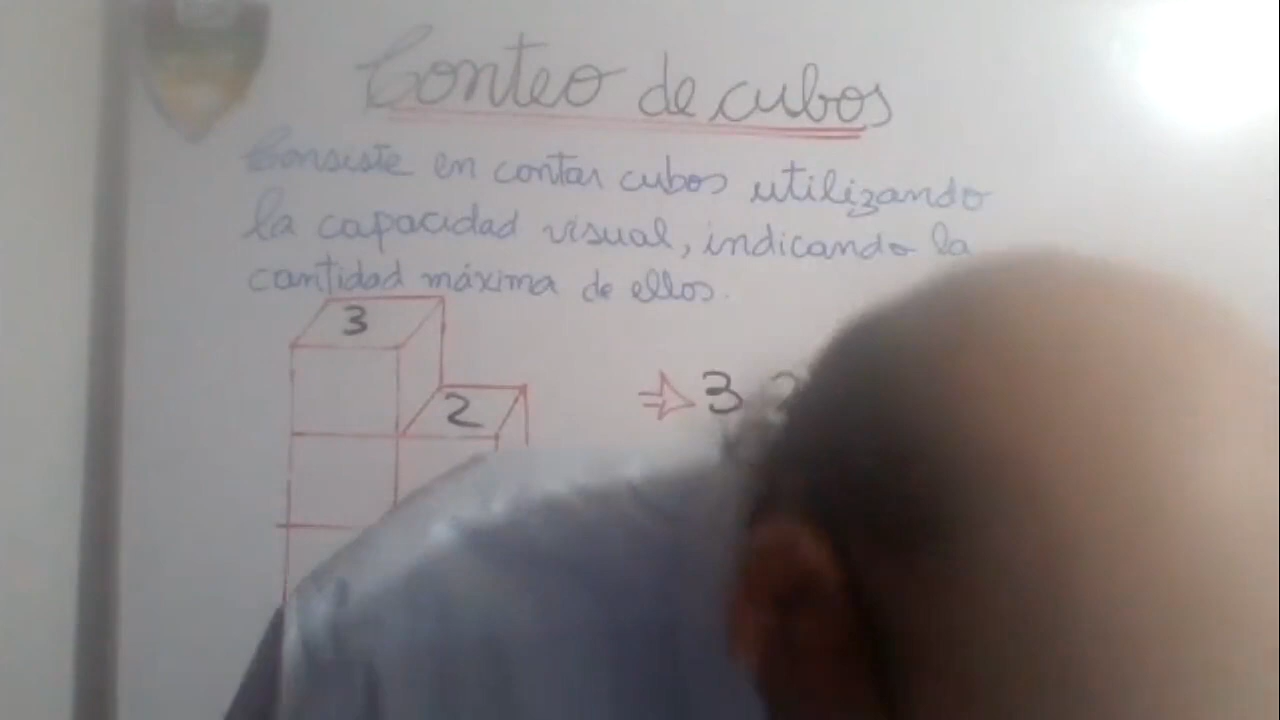 Conteo de cubos
Consiste en contar cubos utilizando
la capacidad visual, indicando la
cantidad máxima de ellos.
3
2
⇒ 3